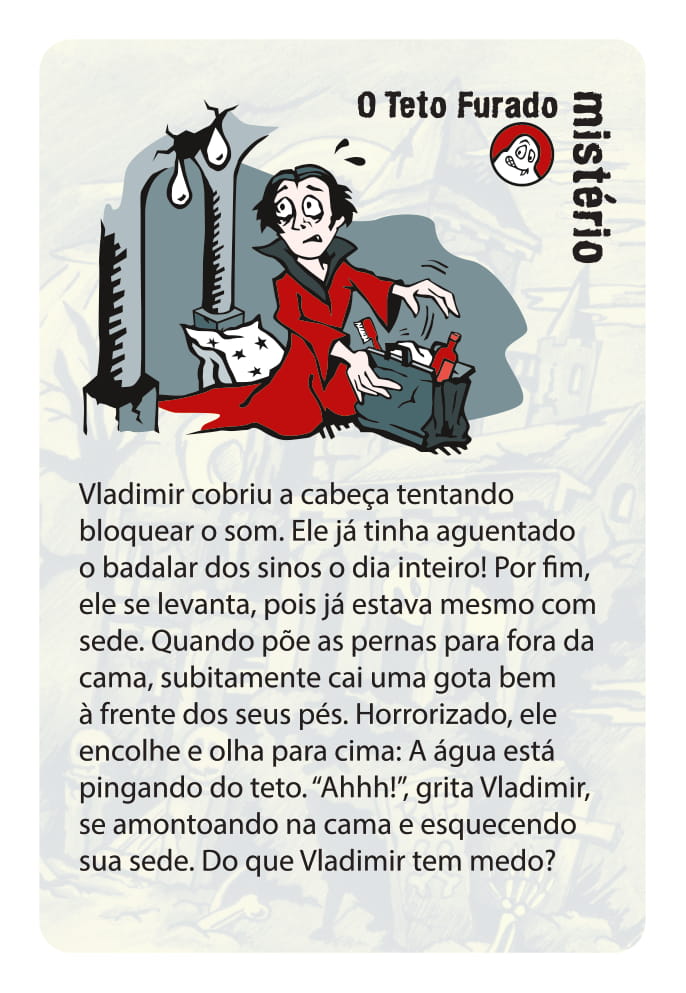 O Teto Furado
mistério
Vladimir cobriu a cabeça tentando
bloquear o som. Ele já tinha aguentado
o badalar dos sinos o dia inteiro! Por fim,
ele se levanta, pois já estava mesmo com
sede. Quando põe as pernas para fora da
cama, subitamente cai uma gota bem
à frente dos seus pés. Horrorizado, ele
encolhe e olha para cima: A água está
pingando do teto. “Ahhh!”, grita Vladimir,
se amontoando na cama e esquecendo
sua sede. Do que Vladimir tem medo?